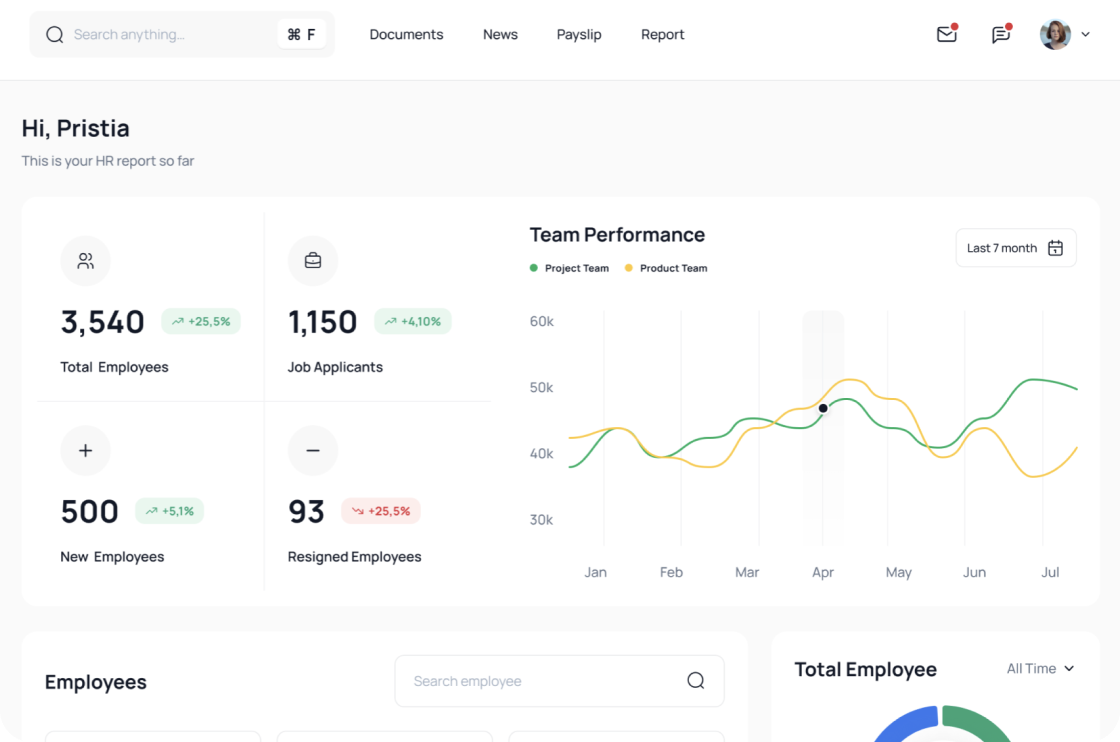 Search anything...
⌘ F
Documents
News
Payslip
Report
Hi, Pristia
This is your HR report so far
3,540
+25,5%
Total Employees
1,150
+4,10%
Job Applicants
500
+5,1%
New Employees
93
+25,5%
Resigned Employees
Team Performance
Project Team
Product Team
Last 7 month
60k
50k
40k
30k
Jan
Feb
Mar
Apr
May
Jun
Jul
Employees
Search employee
Total Employee
All Time